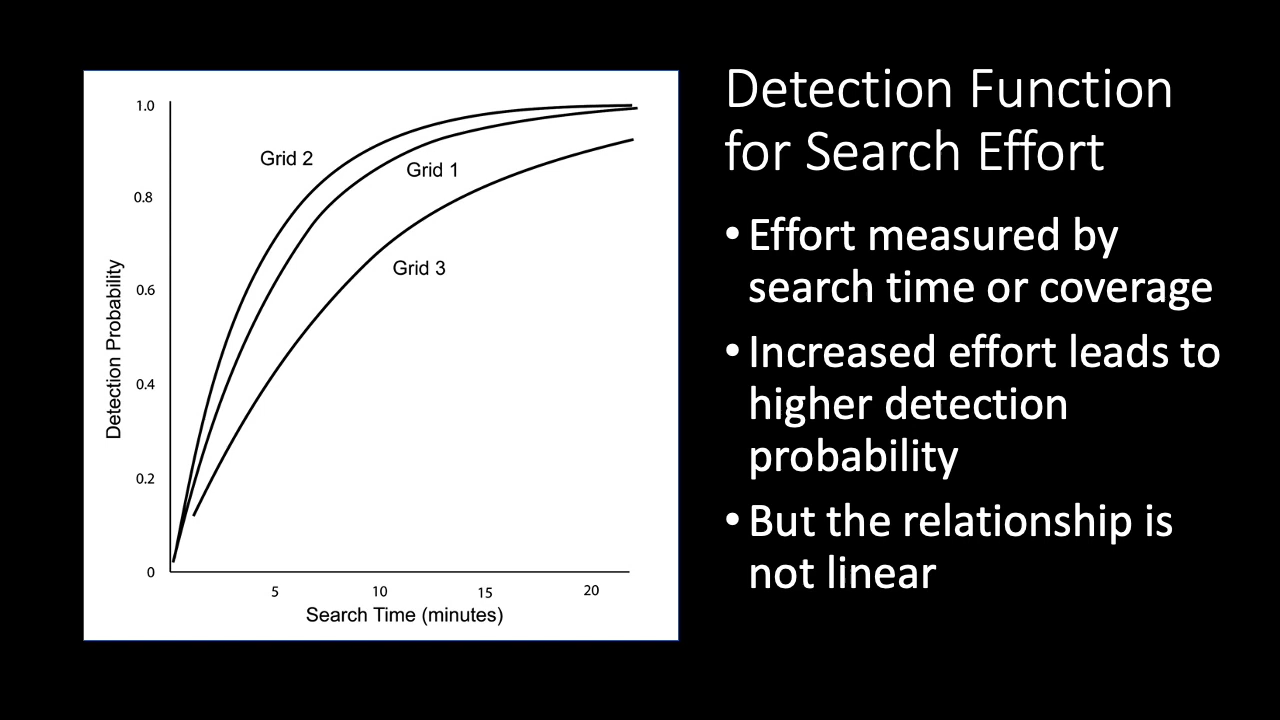 Detection Function
for Search Effort
• Effort measured by
search time or coverage
• Increased effort leads to
higher detection
probability
• But the relationship is
not linear
Detection Probability
1.0
0.8
0.6
0.4
0.2
0
Grid 2
Grid 1
Grid 3
5
10
15
20
Search Time (minutes)